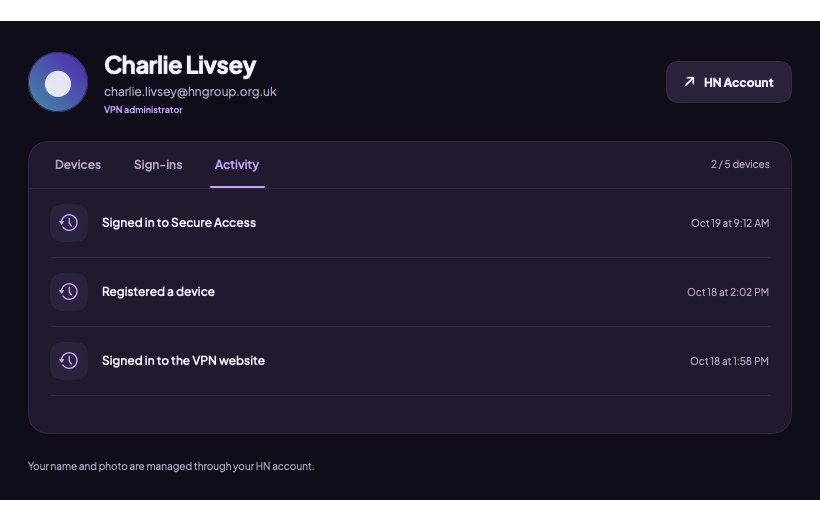 Charlie Livsey
charlie.livsey@hngroup.org.uk
VPN administrator
HN Account
Devices Sign-ins Activity 2 / 5 devices
Signed in to Secure Access Oct 19 at 9:12 AM
Registered a device Oct 18 at 2:02 PM
Signed in to the VPN website Oct 18 at 1:58 PM
Your name and photo are managed through your HN account.